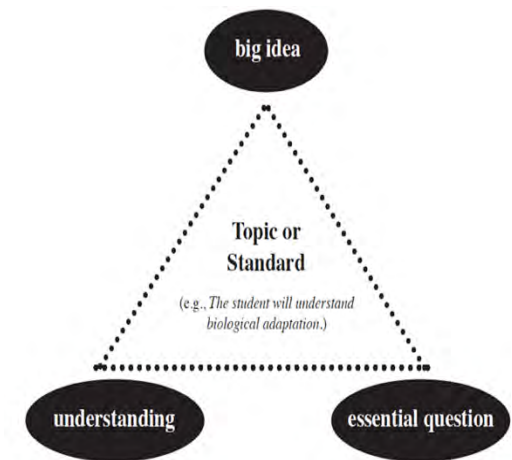 big idea
Topic or
Standard
(e.g., The student will understand
biological adaptation.)
understanding
essential question